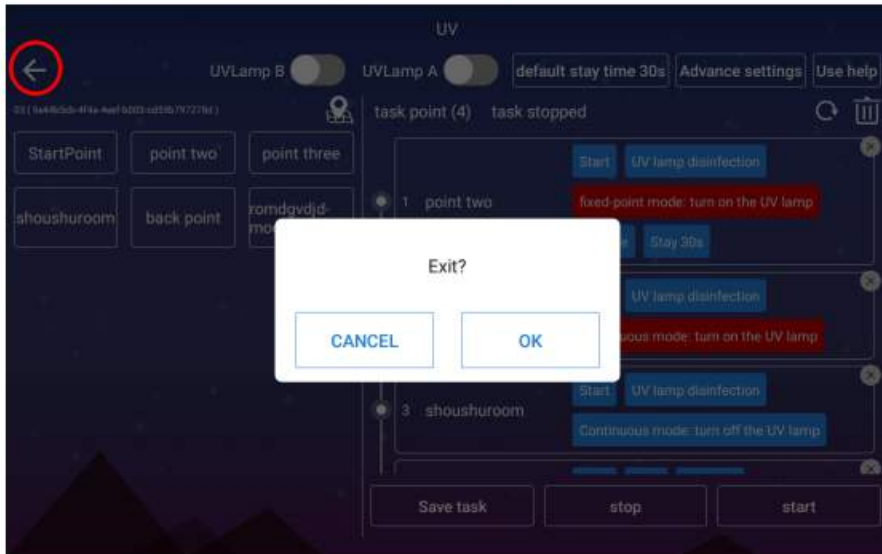 UV
UVLamp B
UVLamp A
default stay time 30s
Advance settings
Use help
task point (4) task stopped
StartPoint
point two
point three
shoushuroom
back point
romdgvdjd-
Start
UV lamp disinfection
1 point two
fixed-point mode: turn on the UV lamp
Stay 30s
UV lamp disinfection
mode: turn on the UV lamp
Start
UV lamp disinfection
3 shoushuroom
Continuous mode: turn off the UV lamp
Exit?
CANCEL
OK
Save task
stop
start